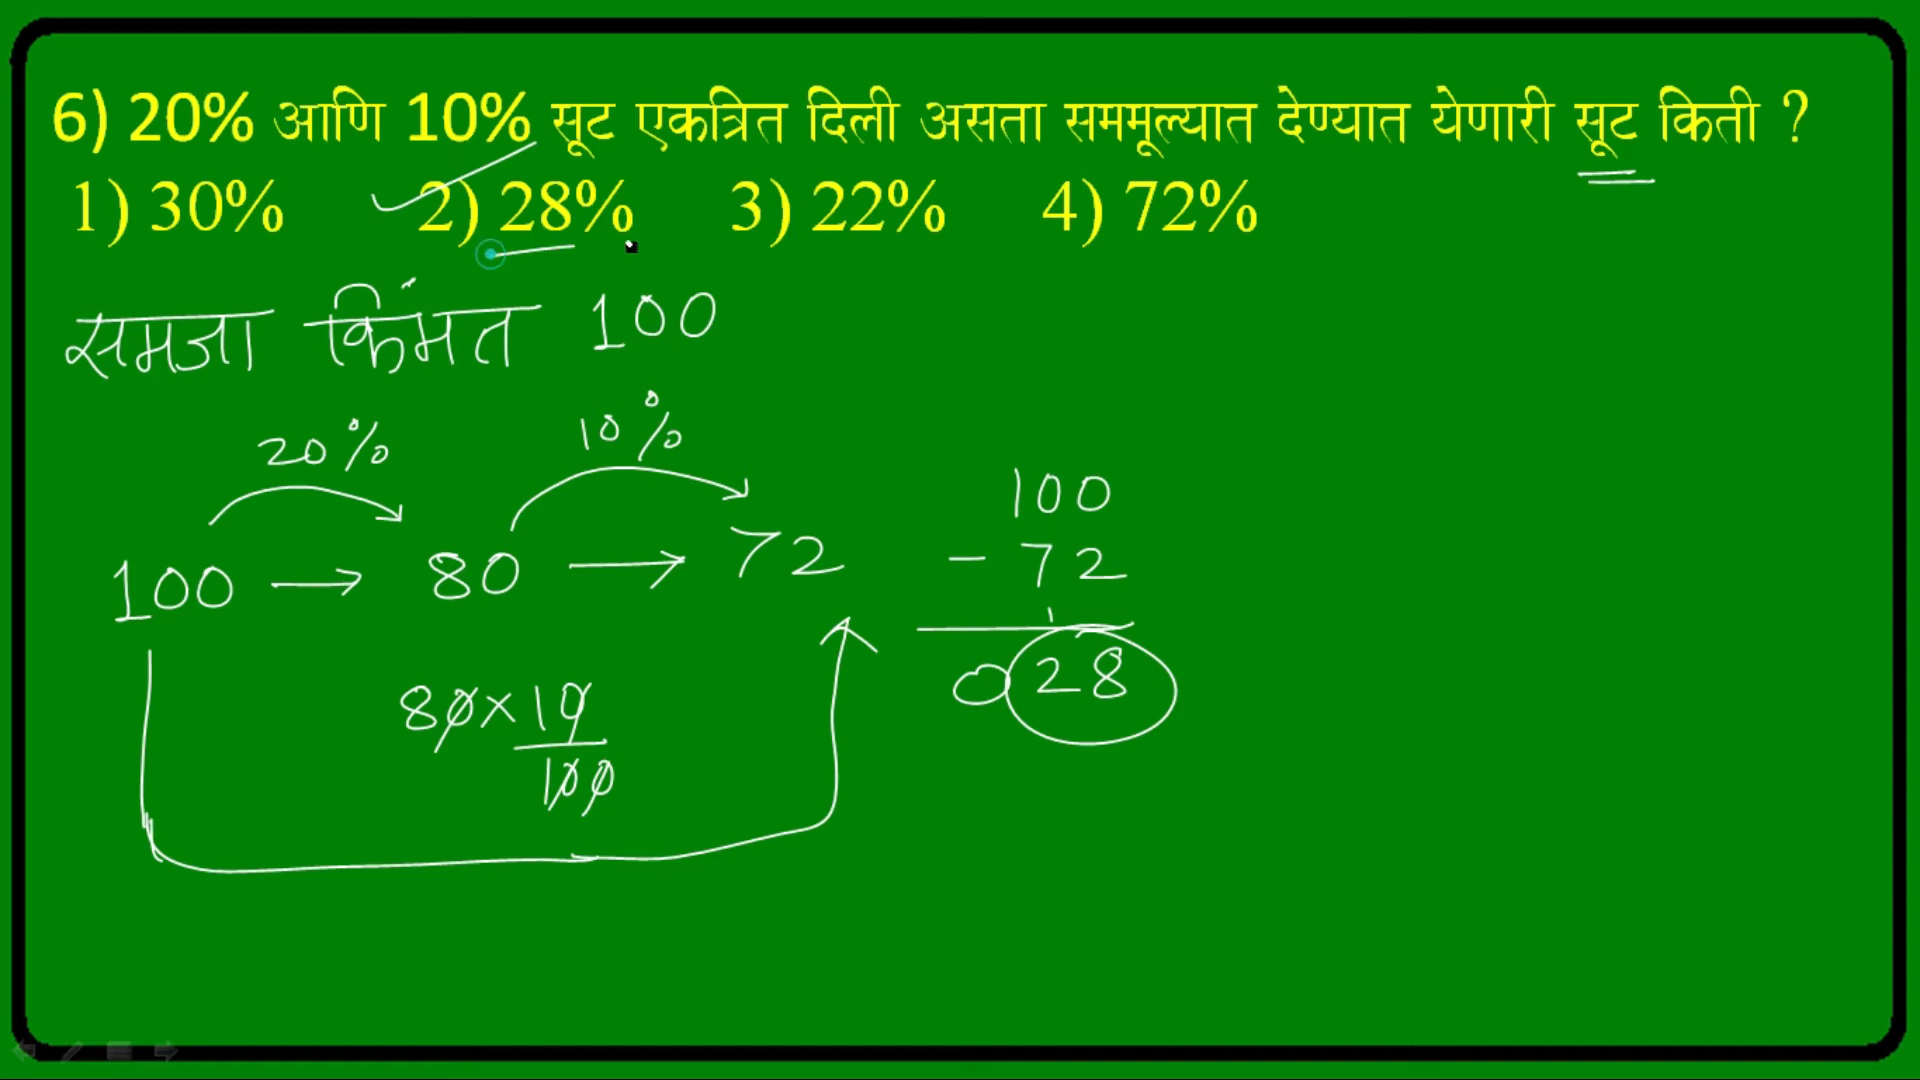 6) 20% आणि 10% सूट एकत्रित दिली असता सममूल्यात देण्यात येणारी सूट किती ?
1) 30% 2) 28% 3) 22% 4) 72%
समजा किंमत 100
20% 10%
100 → 80 → 72
80 × 10
100
100
- 72
028